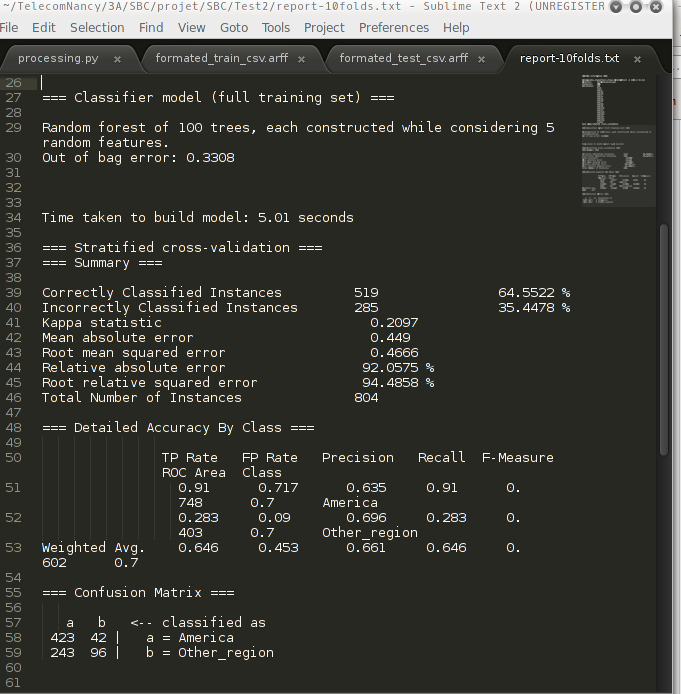 ~/TelecomNancy/3A/SBC/projet/SBC/Test2/report-10folds.txt - Sublime Text 2 (UNREGISTER
File Edit Selection Find View Goto Tools Project Preferences Help
processing.py × formated_train_csv.arff × formated_test_csv.arff × report-10folds.txt ×
26
27 === Classifier model (full training set) ===
28
29 Random forest of 100 trees, each constructed while considering 5
random features.
30 Out of bag error: 0.3308
31
32
33
34 Time taken to build model: 5.01 seconds
35
36 === Stratified cross-validation ===
37 === Summary ===
38
39 Correctly Classified Instances 519 64.5522 %
40 Incorrectly Classified Instances 285 35.4478 %
41 Kappa statistic 0.2097
42 Mean absolute error 0.449
43 Root mean squared error 0.4666
44 Relative absolute error 92.0575 %
45 Root relative squared error 94.4858 %
46 Total Number of Instances 804
47
48 === Detailed Accuracy By Class ===
49
50 TP Rate FP Rate Precision Recall F-Measure
ROC Area Class
51 0.91 0.717 0.635 0.91 0.
748 0.7 America
52 0.283 0.09 0.696 0.283 0.
403 0.7 Other_region
53 Weighted Avg. 0.646 0.453 0.661 0.646 0.
602 0.7
54
55 === Confusion Matrix ===
56
57 a b <-- classified as
58 423 42 | a = America
59 243 96 | b = Other_region
60
61